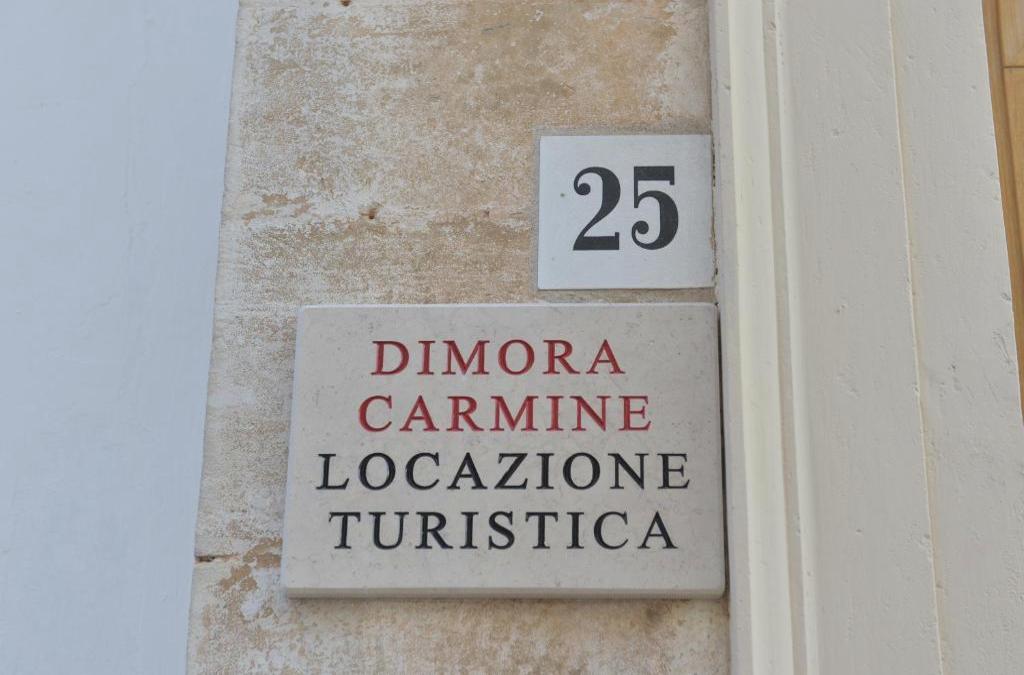 25
DIMORA
CARMINE
LOCAZIONE
TURISTICA